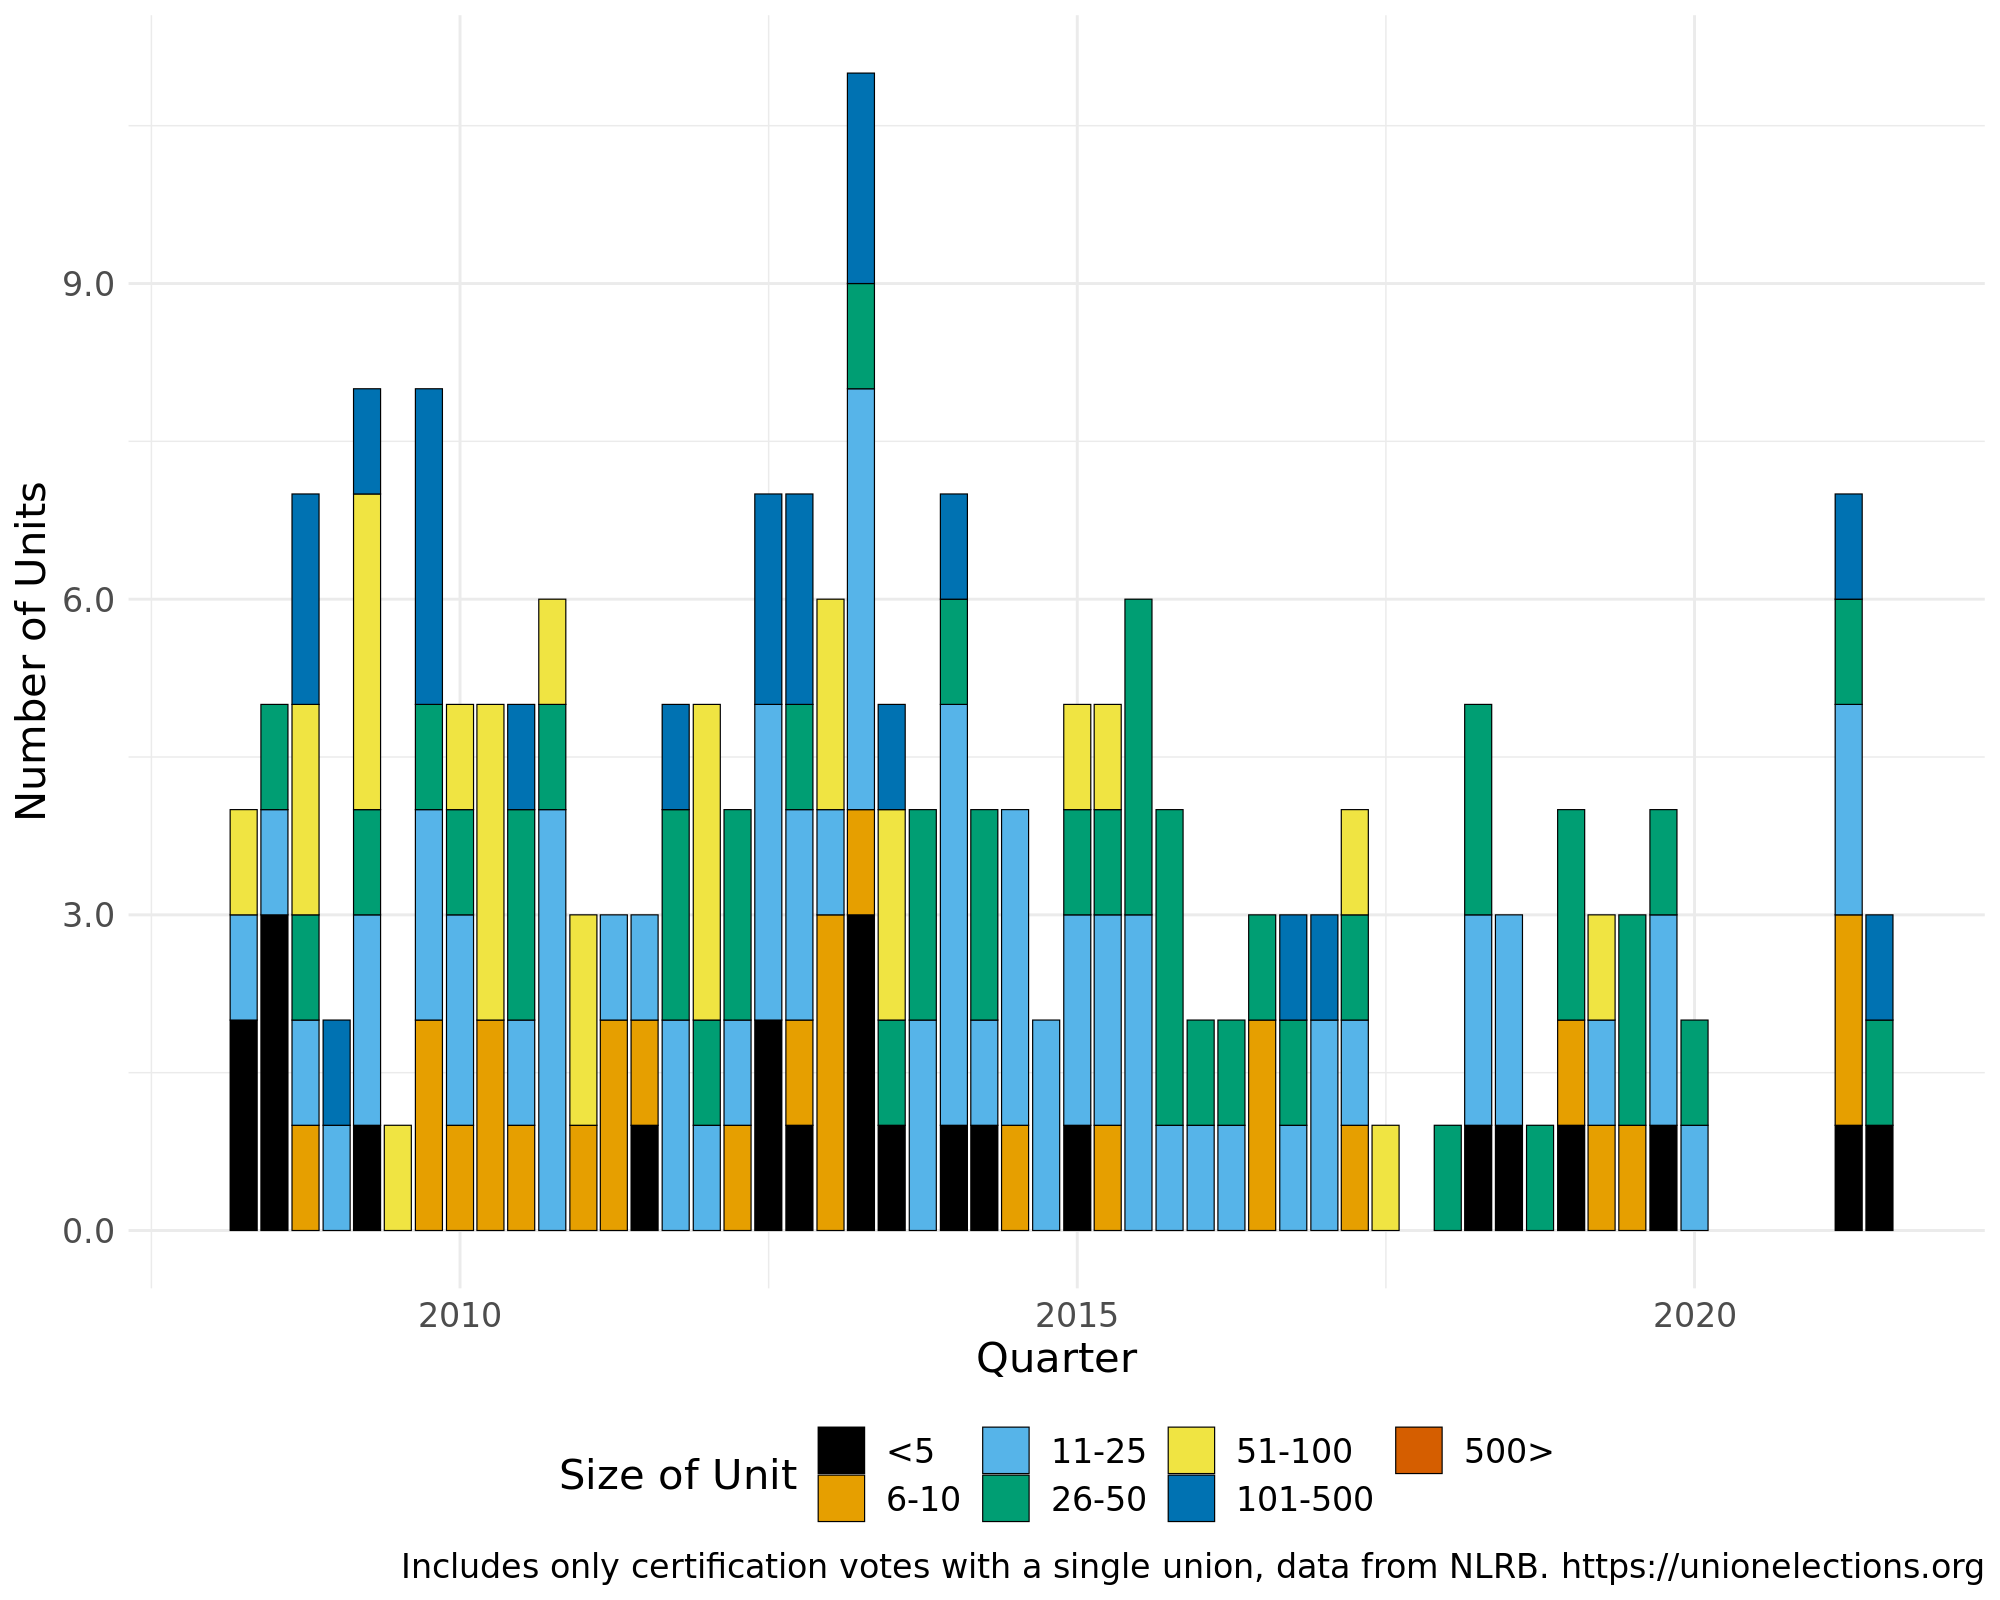 Number of Units
9.0
6.0
3.0
0.0
2010 2015 2020
Quarter
Size of Unit
<5 11-25 51-100 500>
6-10 26-50 101-500
Includes only certification votes with a single union, data from NLRB. https://unionelections.org